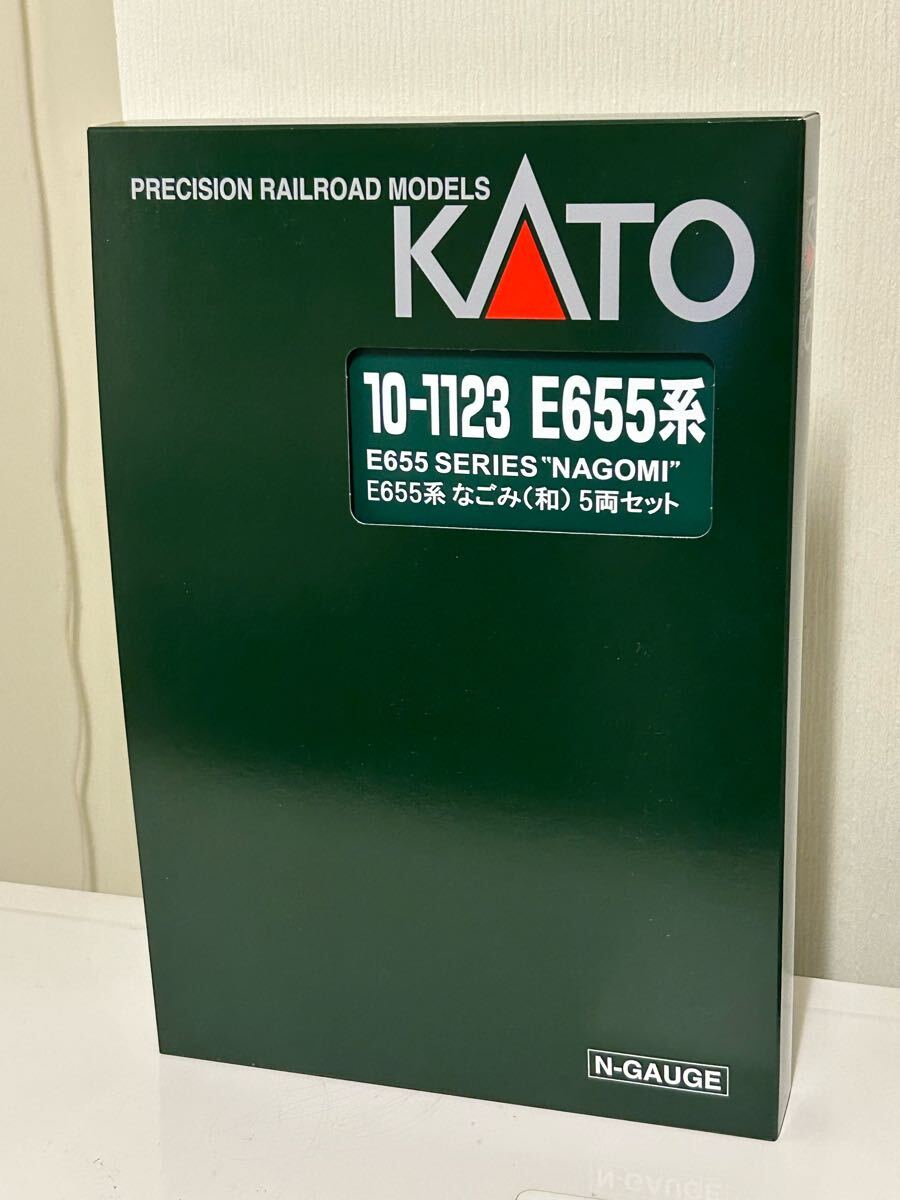 PRECISION RAILROAD MODELS
KATO
10-1123 E655系
E655 SERIES "NAGOMI"
E655系 なごみ(和) 5両セット
N-GAUGE
N-GAUGE